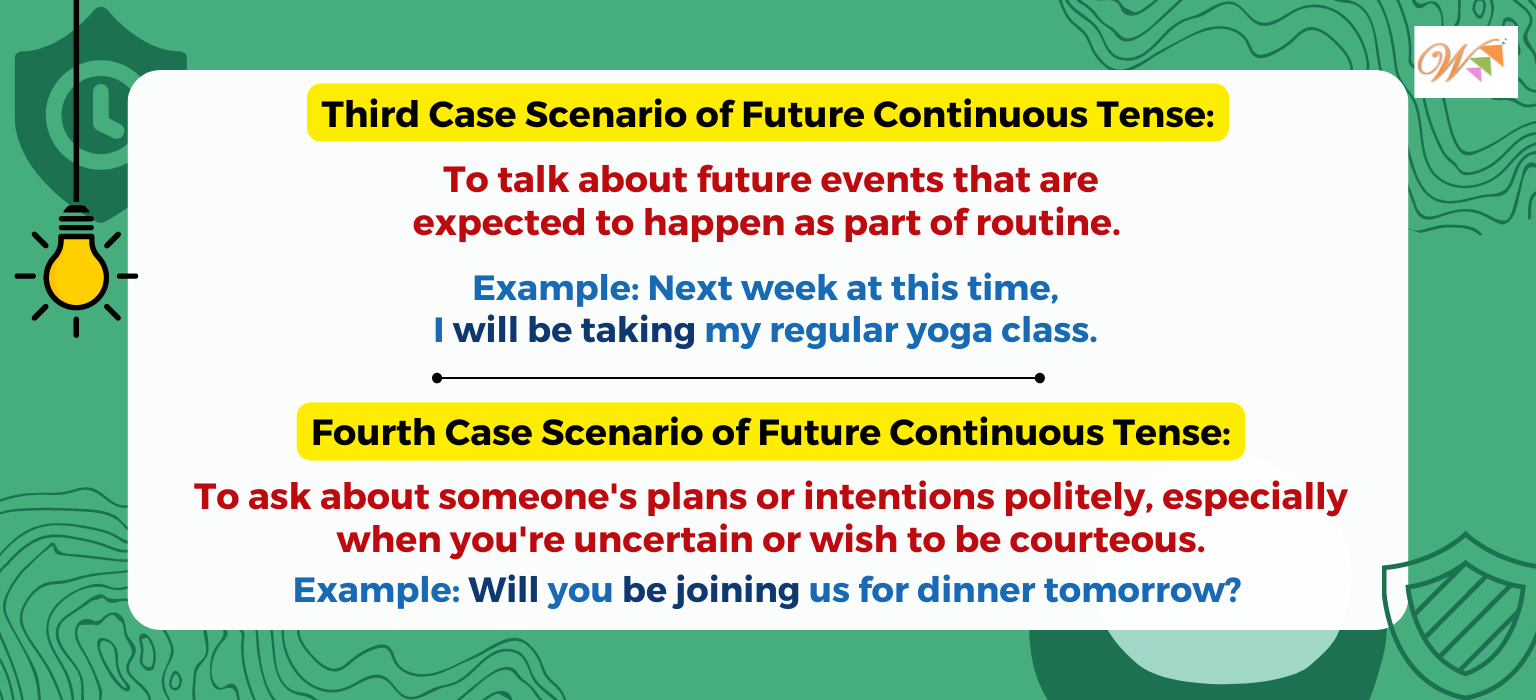 Third Case Scenario of Future Continuous Tense:
To talk about future events that are
expected to happen as part of routine.
Example: Next week at this time,
I will be taking my regular yoga class.
Fourth Case Scenario of Future Continuous Tense:
To ask about someone's plans or intentions politely, especially
when you're uncertain or wish to be courteous.
Example: Will you be joining us for dinner tomorrow?